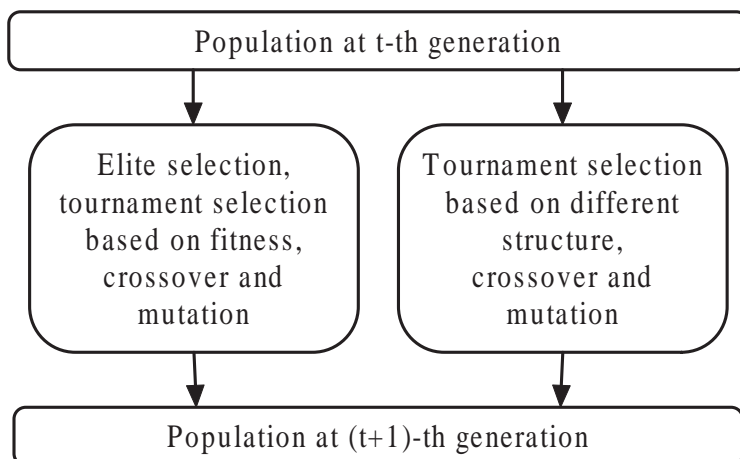 Population at t-th generation
Elite selection,
tournament selection
based on fitness,
crossover and
mutation
Tournament selection
based on different
structure,
crossover and
mutation
Population at (t+1)-th generation